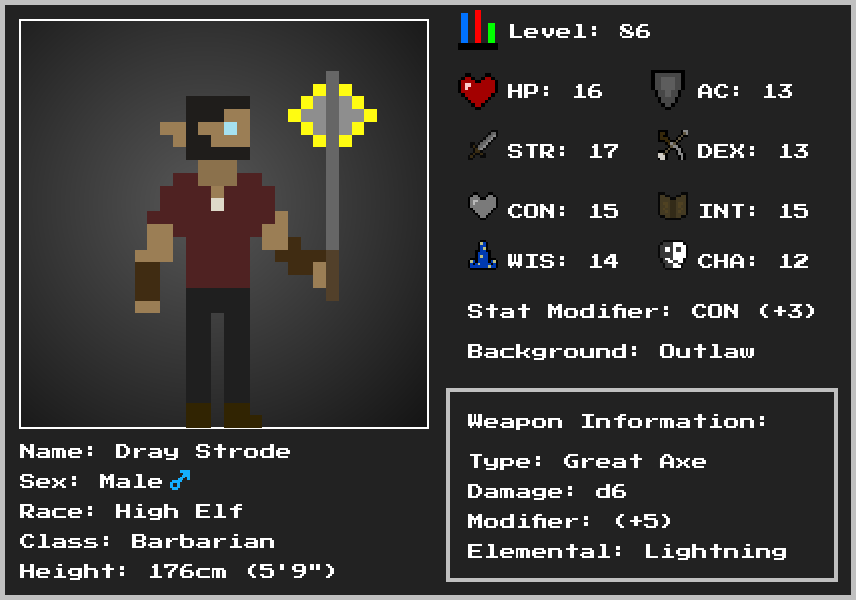 Level: 86
HP: 16
AC: 13
STR: 17
DEX: 13
CON: 15
INT: 15
WIS: 14
CHA: 12
Stat Modifier: CON (+3)
Background: Outlaw
Name: Dray Strode
Sex: Male♂
Race: High Elf
Class: Barbarian
Height: 176cm (5'9")
Weapon Information:
Type: Great Axe
Damage: d6
Modifier: (+5)
Elemental: Lightning